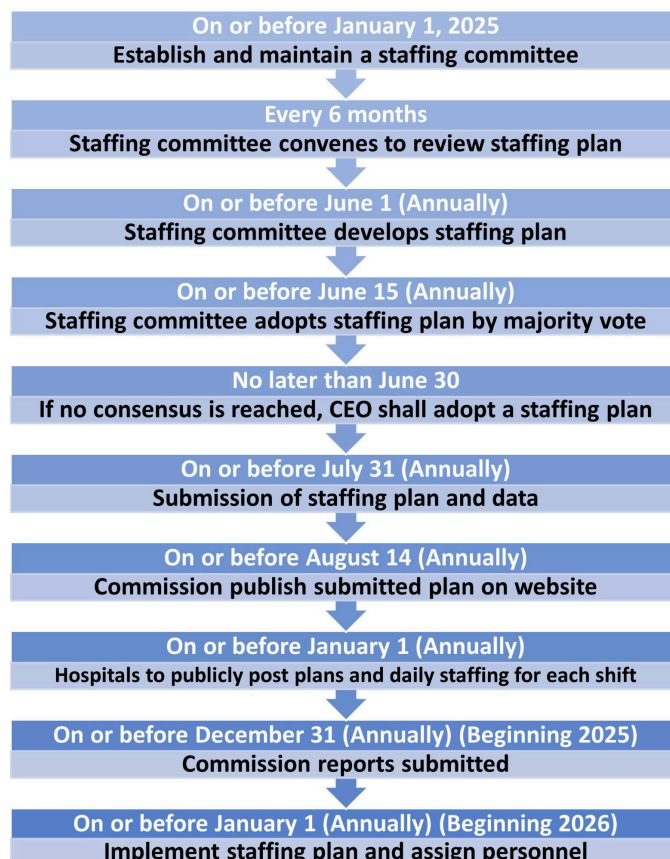 On or before January 1, 2025
Establish and maintain a staffing committee
Every 6 months
Staffing committee convenes to review staffing plan
On or before June 1 (Annually)
Staffing committee develops staffing plan
On or before June 15 (Annually)
Staffing committee adopts staffing plan by majority vote
No later than June 30
If no consensus is reached, CEO shall adopt a staffing plan
On or before July 31 (Annually)
Submission of staffing plan and data
On or before August 14 (Annually)
Commission publish submitted plan on website
On or before January 1 (Annually)
Hospitals to publicly post plans and daily staffing for each shift
On or before December 31 (Annually) (Beginning 2025)
Commission reports submitted
On or before January 1 (Annually) (Beginning 2026)
Implement staffing plan and assign personnel